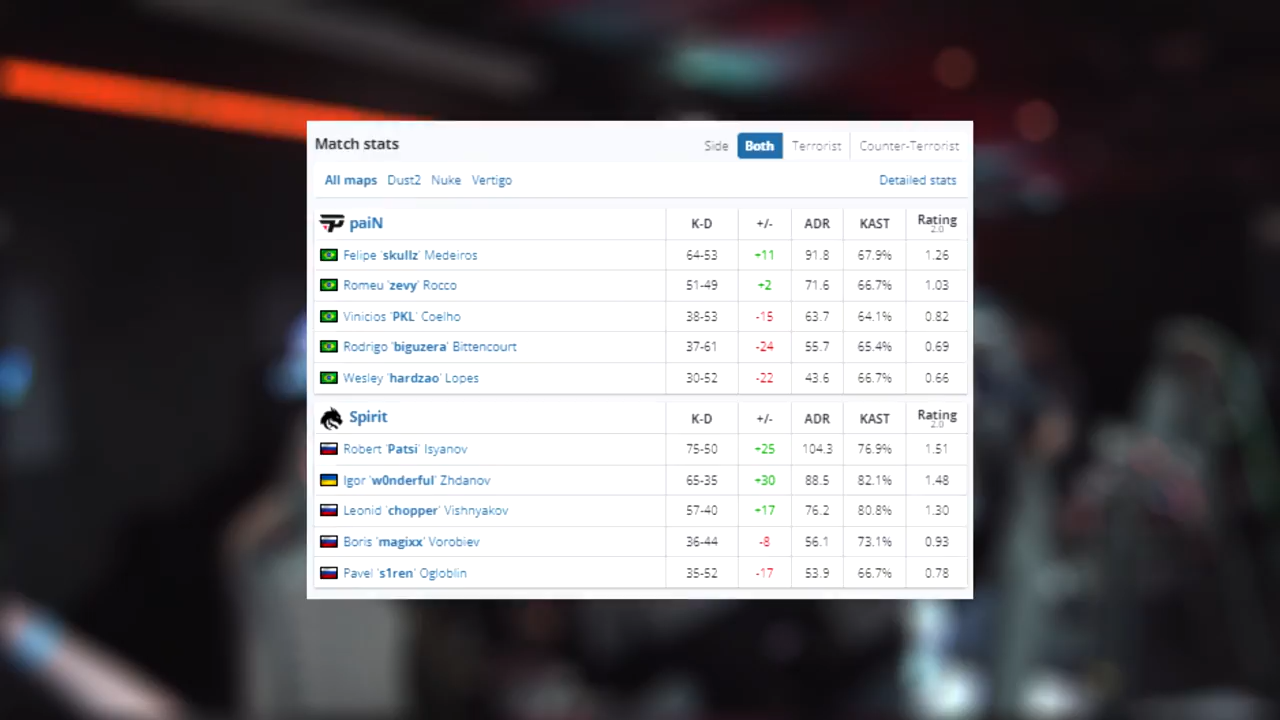 Match stats Side Both Terrorist Counter-Terrorist
All maps Dust2 Nuke Vertigo Detailed stats
paiN K-D +/- ADR KAST Rating 2.0
Felipe 'skullz' Medeiros 64-53 +11 91.8 67.9% 1.26
Romeu 'zevy' Rocco 51-49 +2 71.6 66.7% 1.03
Vinicios 'PKL' Coelho 38-53 -15 63.7 64.1% 0.82
Rodrigo 'biguzera' Bittencourt 37-61 -24 55.7 65.4% 0.69
Wesley 'hardzao' Lopes 30-52 -22 43.6 66.7% 0.66
Spirit K-D +/- ADR KAST Rating 2.0
Robert 'Patsi' Isyanov 75-50 +25 104.3 76.9% 1.51
Igor 'w0nderful' Zhdanov 65-35 +30 88.5 82.1% 1.48
Leonid 'chopper' Vishnyakov 57-40 +17 76.2 80.8% 1.30
Boris 'magixx' Vorobiev 36-44 -8 56.1 73.1% 0.93
Pavel 's1ren' Ogloblin 35-52 -17 53.9 66.7% 0.78